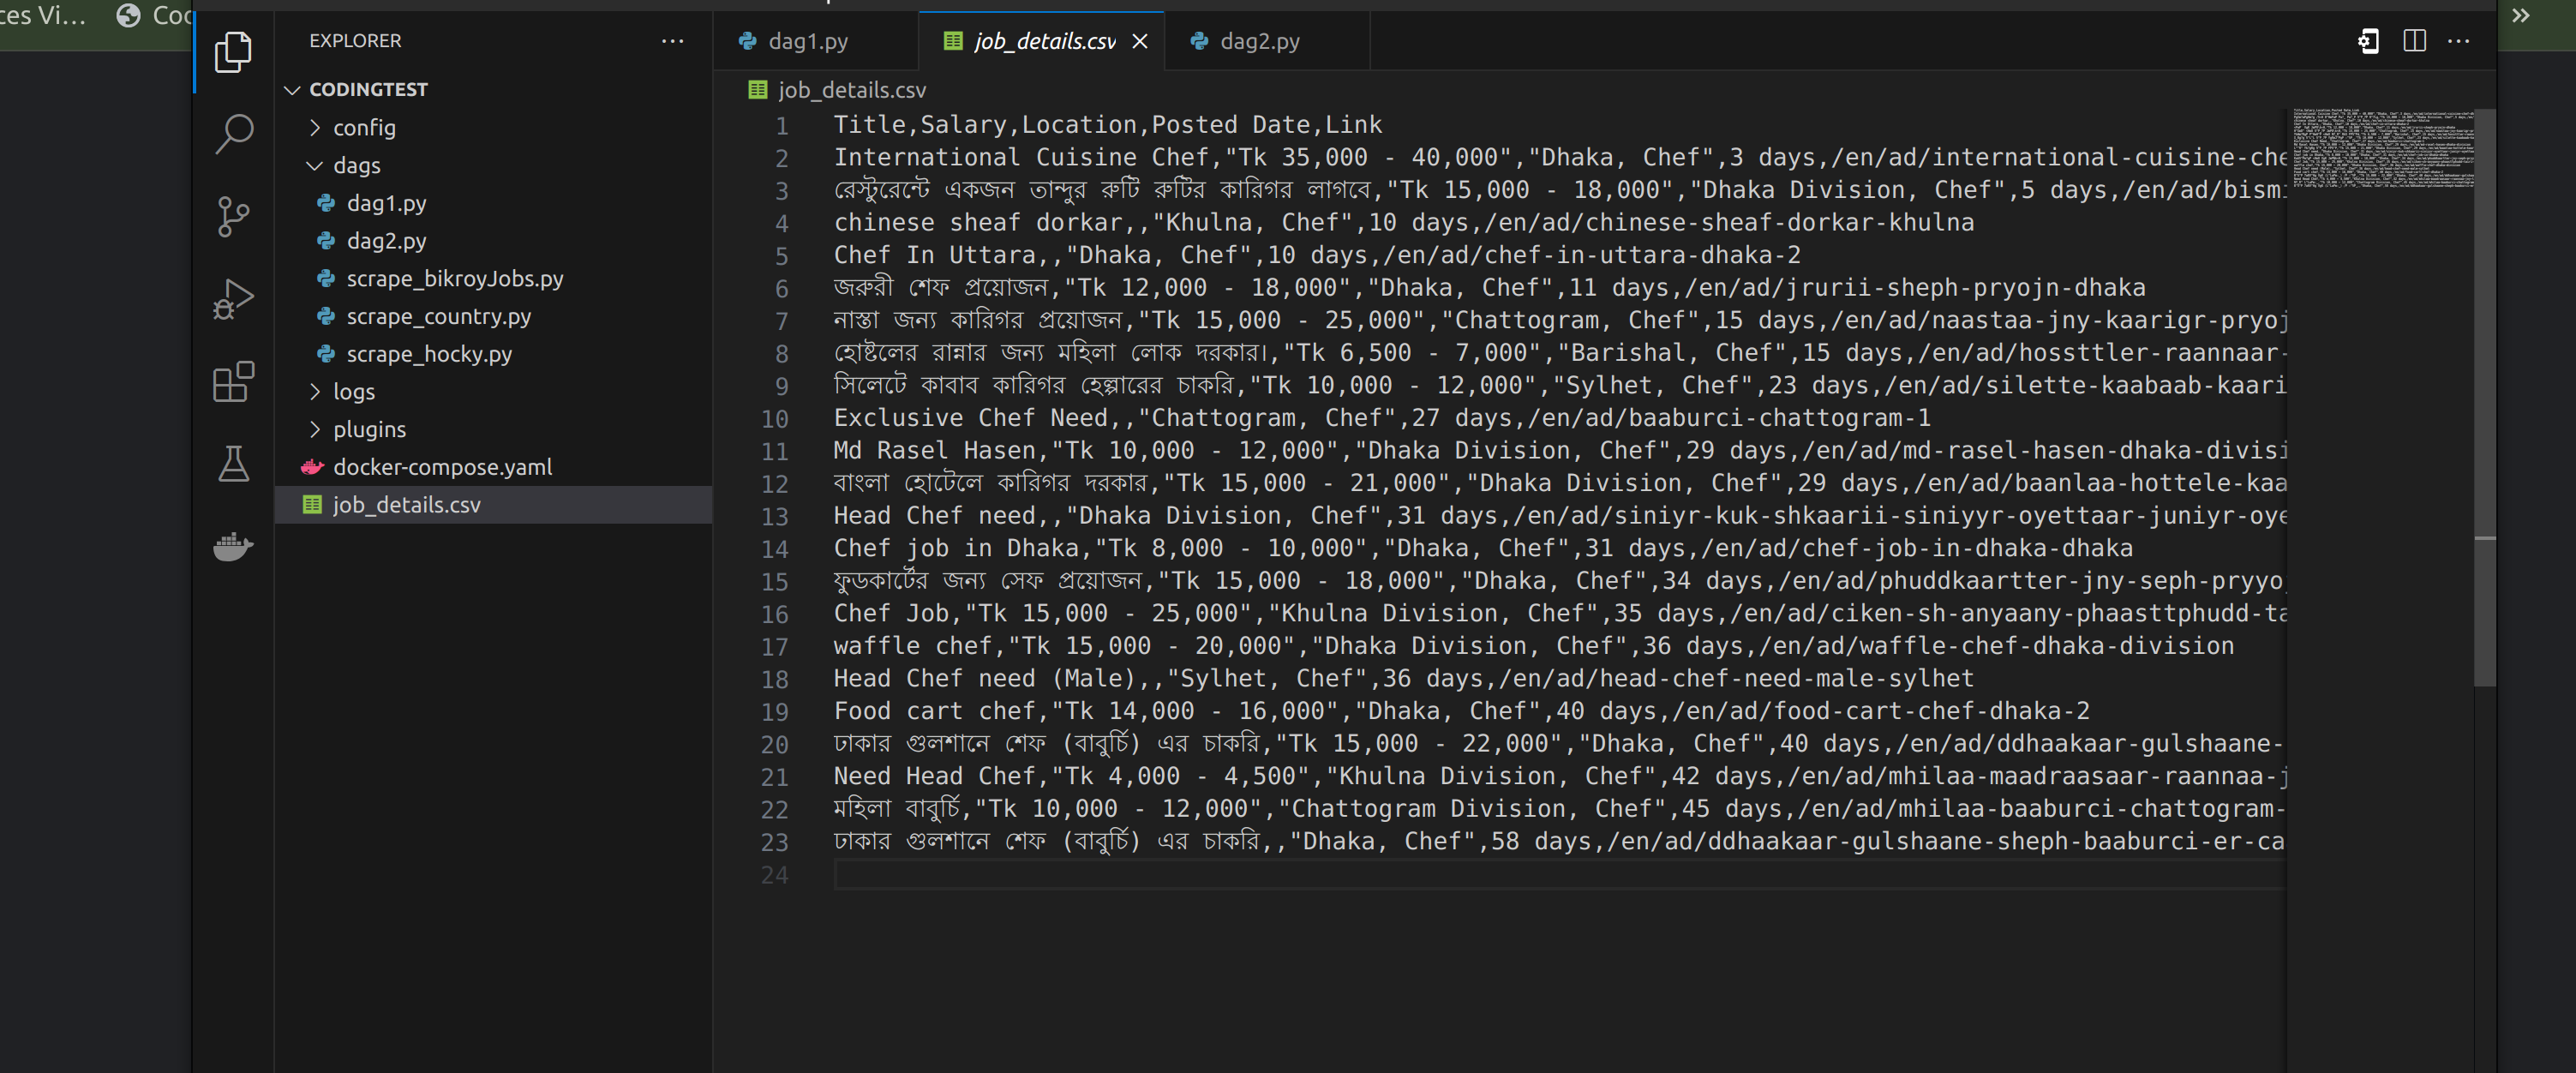 ces Vi...
EXPLORER
CODINGTEST
config
dags
dag1.py
dag2.py
scrape_bikroyJobs.py
scrape_country.py
scrape_hocky.py
logs
plugins
docker-compose.yaml
job_details.csv
dag1.py
job_details.csv
dag2.py
job_details.csv
1 Title,Salary,Location,Posted Date,Link
2 International Cuisine Chef,"Tk 35,000 - 40,000","Dhaka, Chef",3 days,/en/ad/international-cuisine-che
3 রেস্টুরেন্টে একজন তান্দুর রুটি রুটির কারিগর লাগবে,"Tk 15,000 - 18,000","Dhaka Division, Chef",5 days,/en/ad/bismi
4 chinese sheaf dorkar,,"Khulna, Chef",10 days,/en/ad/chinese-sheaf-dorkar-khulna
5 Chef In Uttara,,"Dhaka, Chef",10 days,/en/ad/chef-in-uttara-dhaka-2
6 জরুরী শেফ প্রয়োজন,"Tk 12,000 - 18,000","Dhaka, Chef",11 days,/en/ad/jrurii-sheph-pryojn-dhaka
7 নাস্তা জন্য কারিগর প্রয়োজন,"Tk 15,000 - 25,000","Chattogram, Chef",15 days,/en/ad/naastaa-jny-kaarigr-pryoj
8 হোষ্টলের রান্নার জন্য মহিলা লোক দরকার।,"Tk 6,500 - 7,000","Barishal, Chef",15 days,/en/ad/hossttler-raannaar-
9 সিলেটে কাবাব কারিগর হেল্পারের চাকরি,"Tk 10,000 - 12,000","Sylhet, Chef",23 days,/en/ad/silette-kaabaab-kaari
10 Exclusive Chef Need,,"Chattogram, Chef",27 days,/en/ad/baaburci-chattogram-1
11 Md Rasel Hasen,"Tk 10,000 - 12,000","Dhaka Division, Chef",29 days,/en/ad/md-rasel-hasen-dhaka-divisi
12 বাংলা হোটেলে কারিগর দরকার,"Tk 15,000 - 21,000","Dhaka Division, Chef",29 days,/en/ad/baanlaa-hottele-kaa
13 Head Chef need,,"Dhaka Division, Chef",31 days,/en/ad/siniyr-kuk-shkaarii-siniyyr-oyettaar-juniyr-oye
14 Chef job in Dhaka,"Tk 8,000 - 10,000","Dhaka, Chef",31 days,/en/ad/chef-job-in-dhaka-dhaka
15 ফুডকার্টের জন্য সেফ প্রয়োজন,"Tk 15,000 - 18,000","Dhaka, Chef",34 days,/en/ad/phuddkaartter-jny-seph-pryyoj
16 Chef Job,"Tk 15,000 - 25,000","Khulna Division, Chef",35 days,/en/ad/ciken-sh-anyaany-phaasttphudd-ta
17 waffle chef,"Tk 15,000 - 20,000","Dhaka Division, Chef",36 days,/en/ad/waffle-chef-dhaka-division
18 Head Chef need (Male),,"Sylhet, Chef",36 days,/en/ad/head-chef-need-male-sylhet
19 Food cart chef,"Tk 14,000 - 16,000","Dhaka, Chef",40 days,/en/ad/food-cart-chef-dhaka-2
20 ঢাকার গুলশানে শেফ (বাবুর্চি) এর চাকরি,"Tk 15,000 - 22,000","Dhaka, Chef",40 days,/en/ad/ddhaakaar-gulshaane-
21 Need Head Chef,"Tk 4,000 - 4,500","Khulna Division, Chef",42 days,/en/ad/mhilaa-maadraasaar-raannaa-j
22 মহিলা বাবুর্চি,"Tk 10,000 - 12,000","Chattogram Division, Chef",45 days,/en/ad/mhilaa-baaburci-chattogram-
23 ঢাকার গুলশানে শেফ (বাবুর্চি) এর চাকরি,,"Dhaka, Chef",58 days,/en/ad/ddhaakaar-gulshaane-sheph-baaburci-er-ca
24